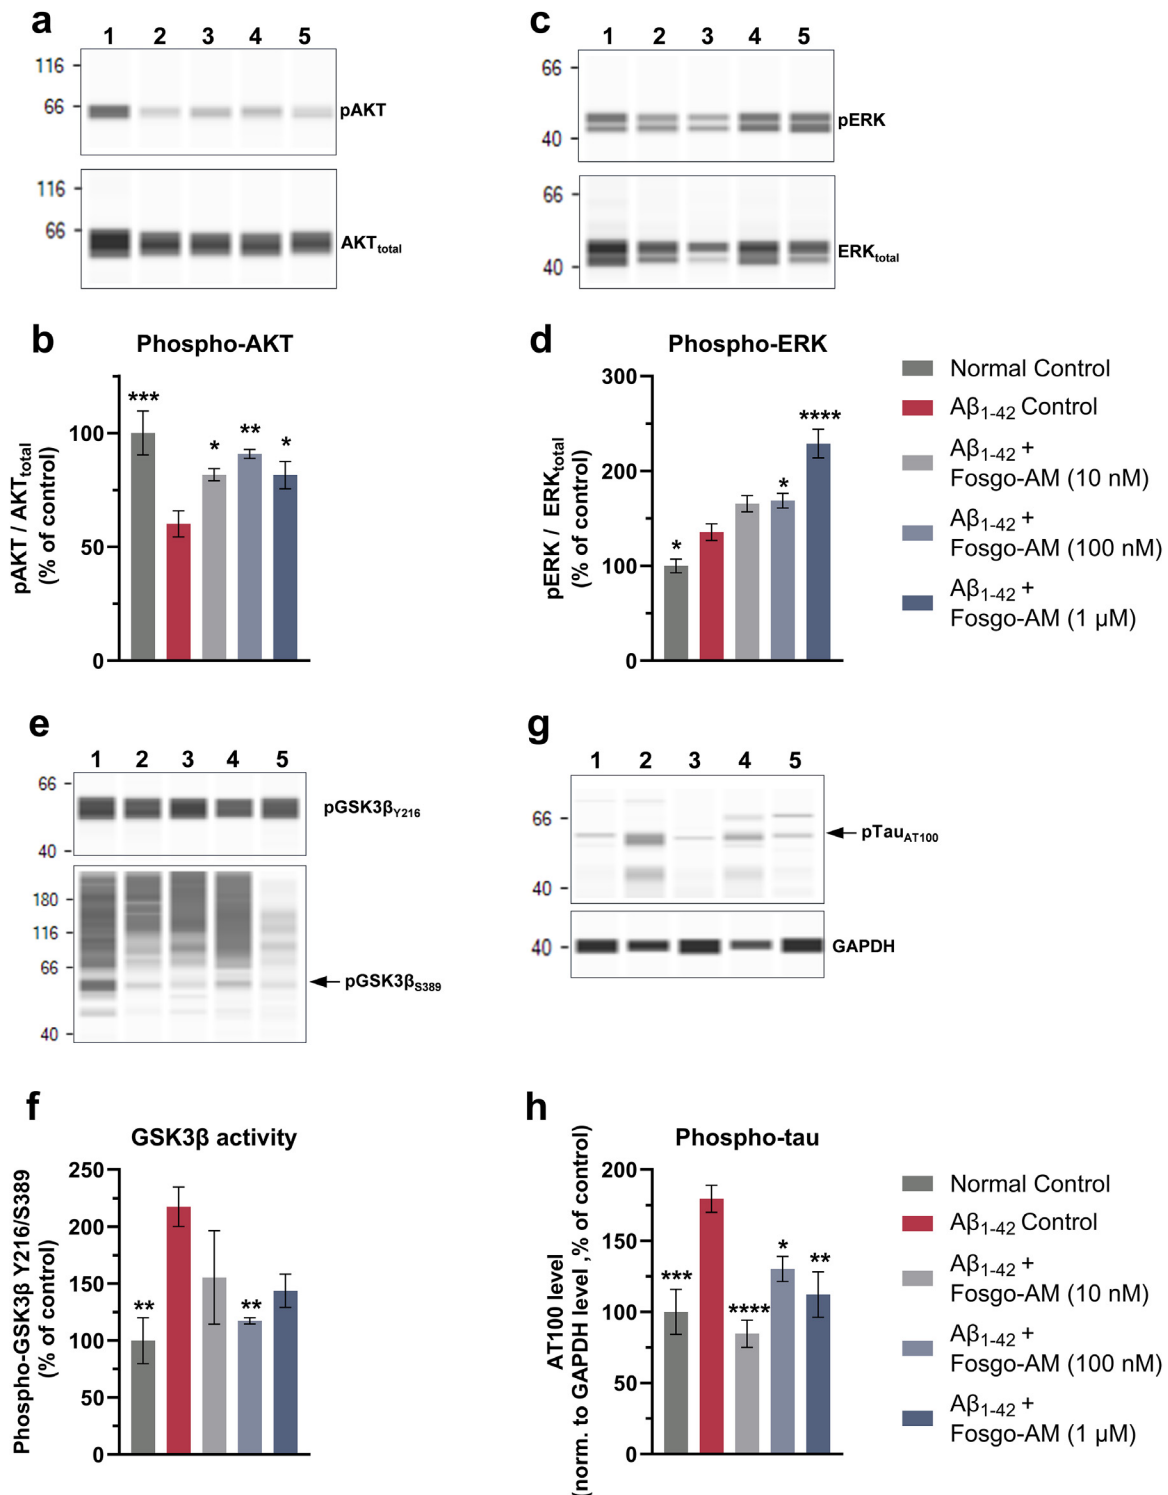 a
1 2 3 4 5
116
66
pAKT
116
66
AKTtotal
c
1 2 3 4 5
66
40
pERK
66
40
ERKtotal
b
Phospho-AKT
pAKT / AKTtotal
(% of control)
100
50
0
***
*
**
*
d
Phospho-ERK
pERK / ERKtotal
(% of control)
300
200
100
0
*
*
****
Normal Control
Aβ1-42 Control
Aβ1-42 +
Fosgo-AM (10 nM)
Aβ1-42 +
Fosgo-AM (100 nM)
Aβ1-42 +
Fosgo-AM (1 µM)
e
1 2 3 4 5
66
40
pGSK3βY216
180
116
66
40
pGSK3βS389
g
1 2 3 4 5
66
40
pTauAT100
40
GAPDH
f
GSK3β activity
Phospho-GSK3β Y216/S389
(% of control)
250
200
150
100
50
0
**
**
h
Phospho-tau
AT100 level
(norm. to GAPDH level ,% of control)
200
150
100
50
0
***
****
*
**
Normal Control
Aβ1-42 Control
Aβ1-42 +
Fosgo-AM (10 nM)
Aβ1-42 +
Fosgo-AM (100 nM)
Aβ1-42 +
Fosgo-AM (1 µM)